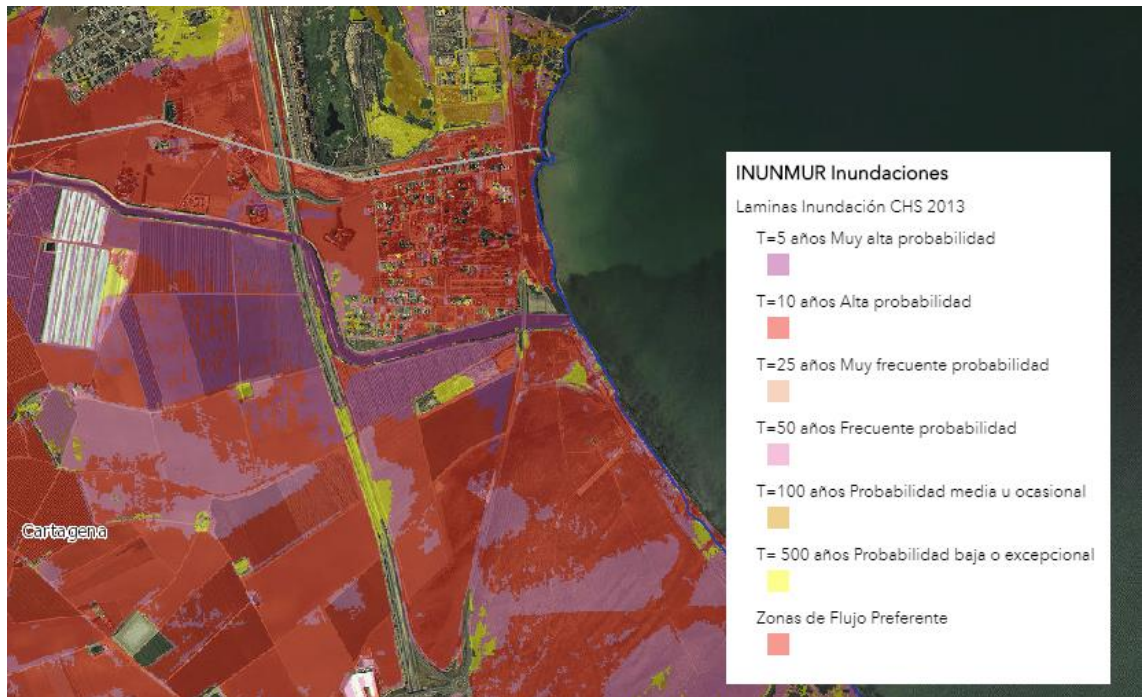 INUNMUR Inundaciones
Laminas Inundación CHS 2013
T=5 años Muy alta probabilidad
T=10 años Alta probabilidad
T=25 años Muy frecuente probabilidad
T=50 años Frecuente probabilidad
T=100 años Probabilidad media u ocasional
T= 500 años Probabilidad baja o excepcional
Zonas de Flujo Preferente
Cartagena